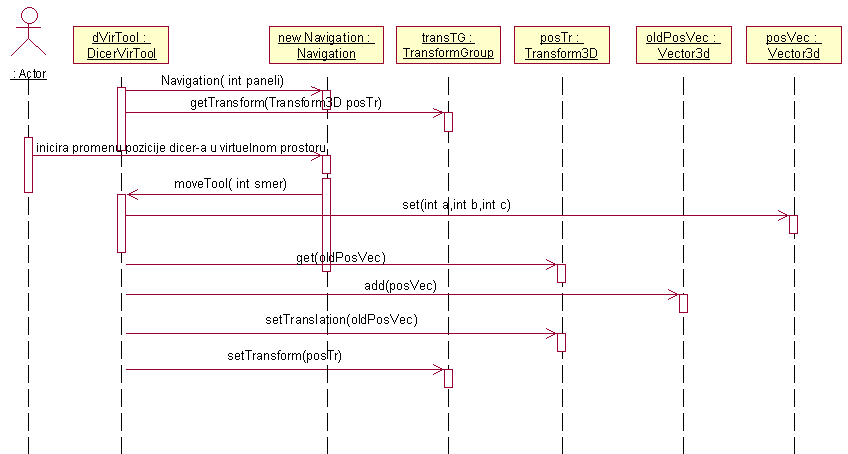 dVirTool :
DicerVirTool
new Navigation :
Navigation
transTG :
TransformGroup
posTr :
Transform3D
oldPosVec :
Vector3d
posVec :
Vector3d
: Actor
Navigation( int paneli)
getTransform(Transform3D posTr)
inicira promenu pozicije dicer-a u virtuelnom prostoru
moveTool( int smer)
set(int a,int b,int c)
get(oldPosVec)
add(posVec)
setTranslation(oldPosVec)
setTransform(posTr)